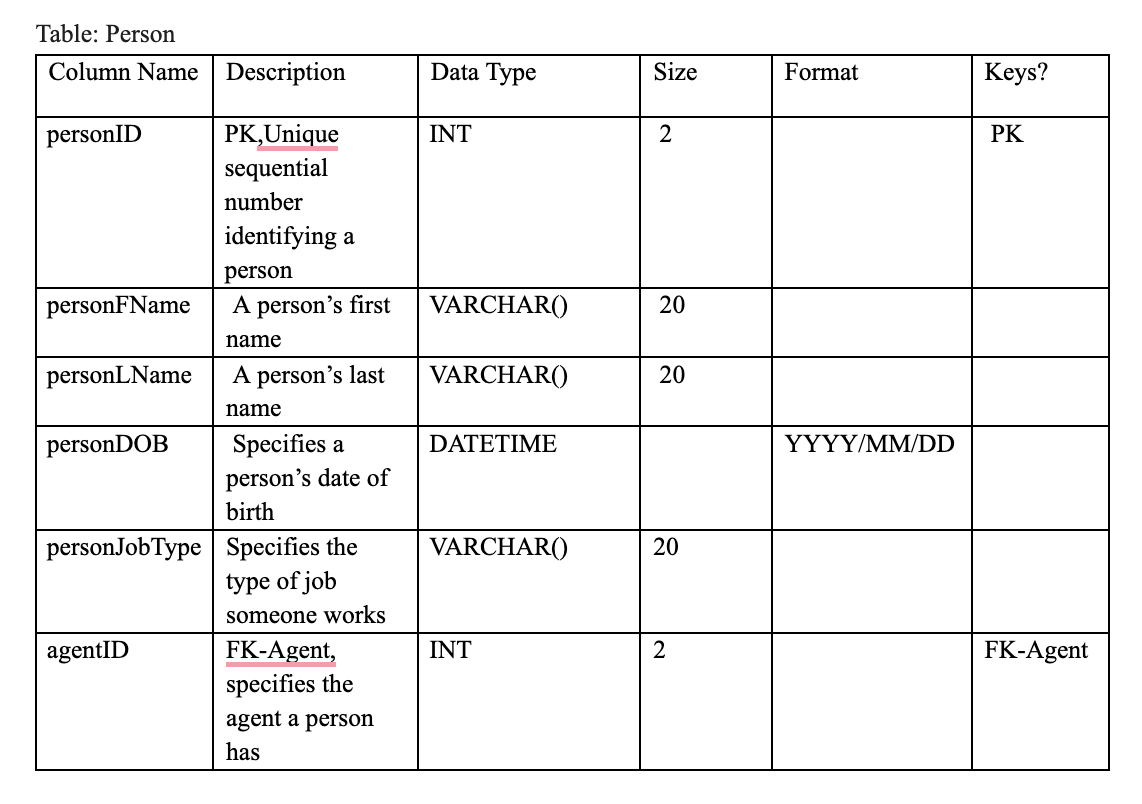 Table: Person
Column Name Description Data Type Size Format Keys?
personID PK,Unique INT 2 PK
sequential
number
identifying a
person
personFName A person’s first VARCHAR() 20
name
personLName A person’s last VARCHAR() 20
name
personDOB Specifies a DATETIME YYYY/MM/DD
person’s date of
birth
personJobType Specifies the VARCHAR() 20
type of job
someone works
agentID FK-Agent, INT 2 FK-Agent
specifies the
agent a person
has